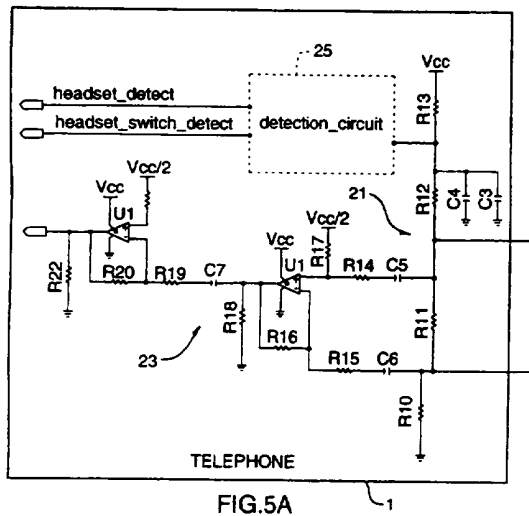 25
Vcc
headset_detect
R13
headset_switch_detect
detection_circuit
Vcc/2
Vcc
R12
C4
C3
U1
21
Vcc/2
Vcc
R17
U1
R14
C5
R22
R20
R19
C7
R18
R11
R16
23
R15
C6
R10
TELEPHONE
1
FIG.5A